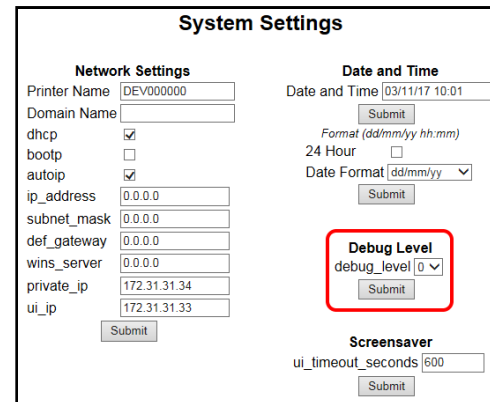 System Settings
Network Settings
Printer Name DEV000000
Domain Name
dhcp
bootp
autoip
ip_address 0.0.0.0
subnet_mask 0.0.0.0
def_gateway 0.0.0.0
wins_server 0.0.0.0
private_ip 172.31.31.34
ui_ip 172.31.31.33
Submit
Date and Time
Date and Time 03/11/17 10:01
Submit
Format (dd/mm/yy hh:mm)
24 Hour
Date Format dd/mm/yy
Submit
Debug Level
debug_level 0
Submit
Screensaver
ui_timeout_seconds 600
Submit